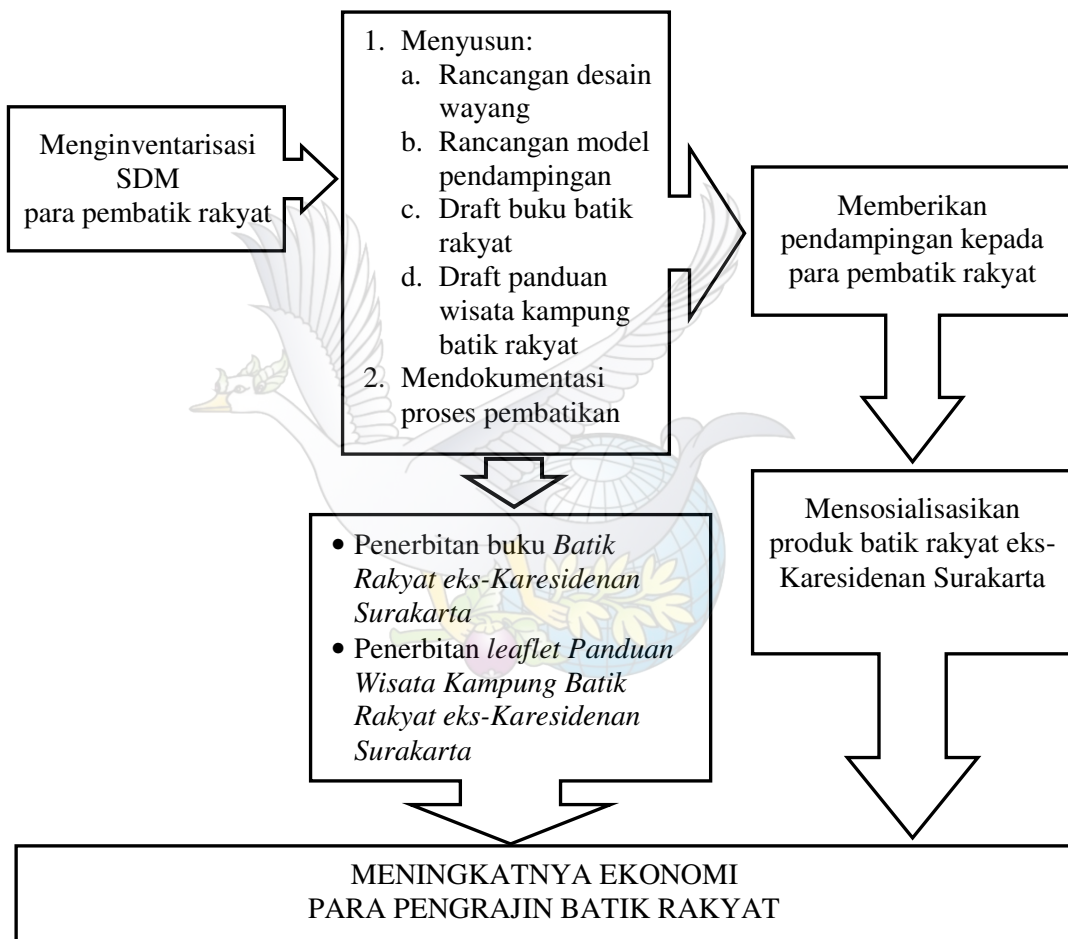 Menginventarisasi
SDM
para pembatik rakyat
1. Menyusun:
a. Rancangan desain
wayang
b. Rancangan model
pendampingan
c. Draft buku batik
rakyat
d. Draft panduan
wisata kampung
batik rakyat
2. Mendokumentasi
proses pembatikan
Memberikan
pendampingan kepada
para pembatik rakyat
• Penerbitan buku Batik
Rakyat eks-Karesidenan
Surakarta
• Penerbitan leaflet Panduan
Wisata Kampung Batik
Rakyat eks-Karesidenan
Surakarta
Mensosialisasikan
produk batik rakyat eks-
Karesidenan Surakarta
MENINGKATNYA EKONOMI
PARA PENGRAJIN BATIK RAKYAT